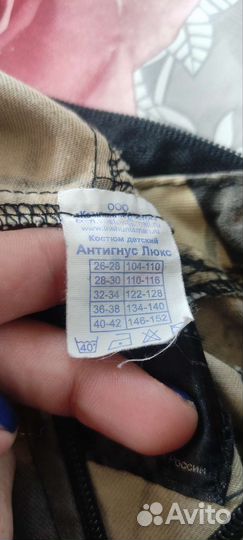 ООО
Костюм детский
Антигнус Люкс
26-28 104-110
28-30 110-116
32-34 122-128
36-38 134-140
40-42 146-152
40
России
Avito